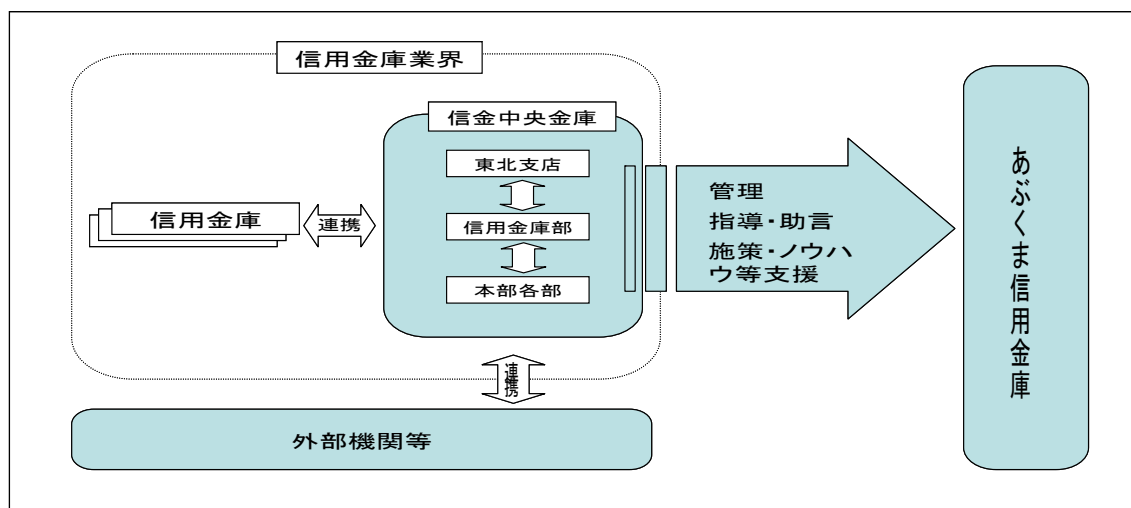 信用金庫業界
信金中央金庫
東北支店
信用金庫
連携
信用金庫部
本部各部
管理
指導・助言
施策・ノウハ
ウ等支援
あぶくま信用金庫
連携
外部機関等